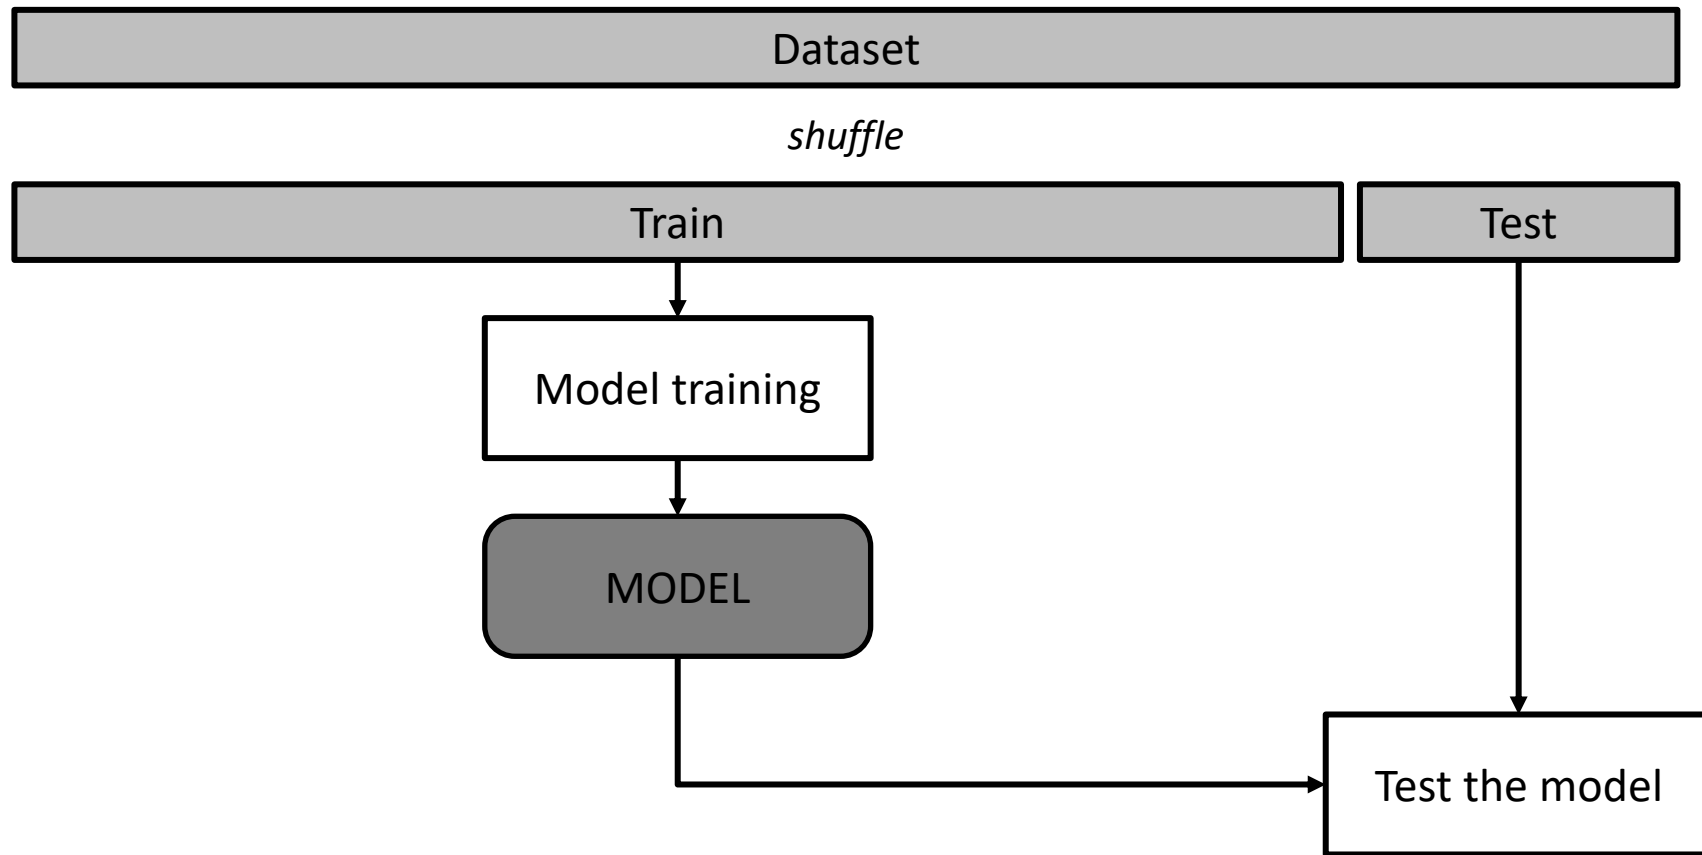 Dataset
shuffle
Train
Test
Model training
MODEL
Test the model